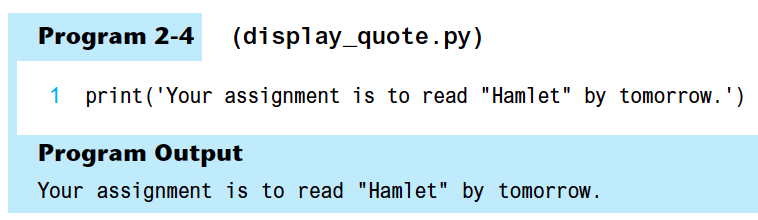 Program 2-4 (display_quote.py)
1 print('Your assignment is to read "Hamlet" by tomorrow.')
Program Output
Your assignment is to read "Hamlet" by tomorrow.